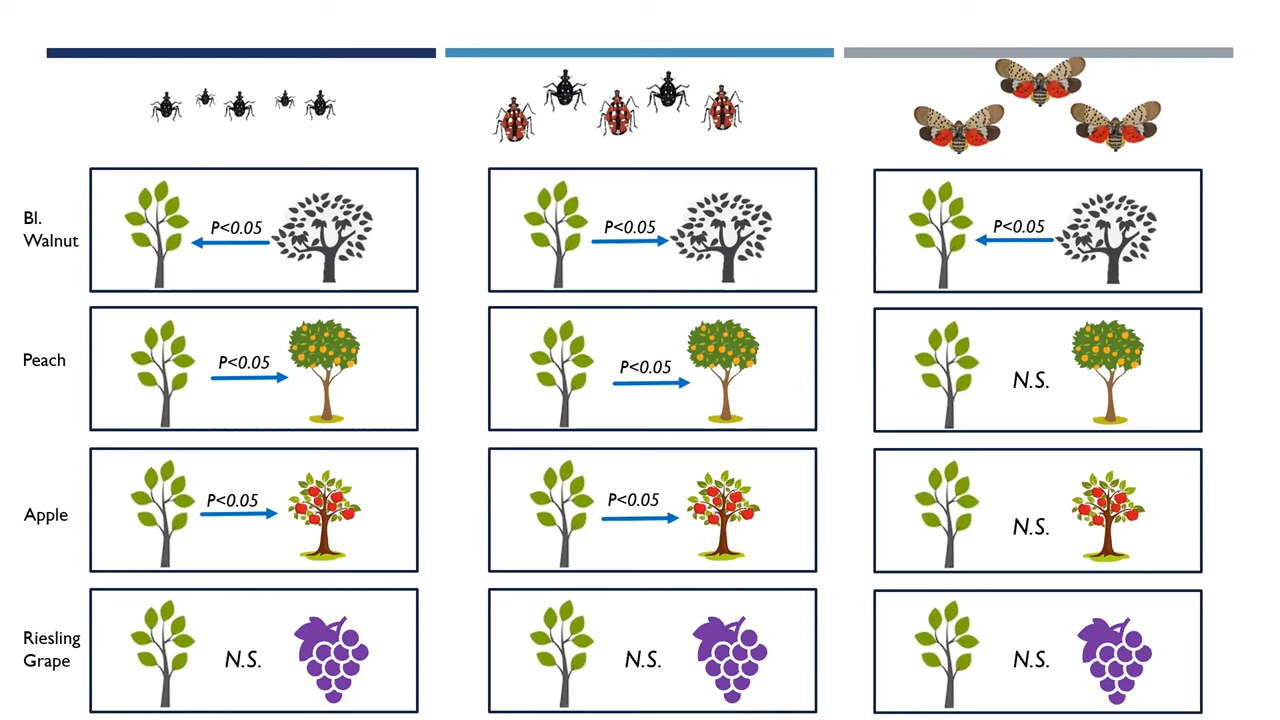 Bl.
Walnut
P<0.05
P<0.05
P<0.05
Peach
P<0.05
P<0.05
N.S.
Apple
P<0.05
P<0.05
N.S.
Riesling
Grape
N.S.
N.S.
N.S.